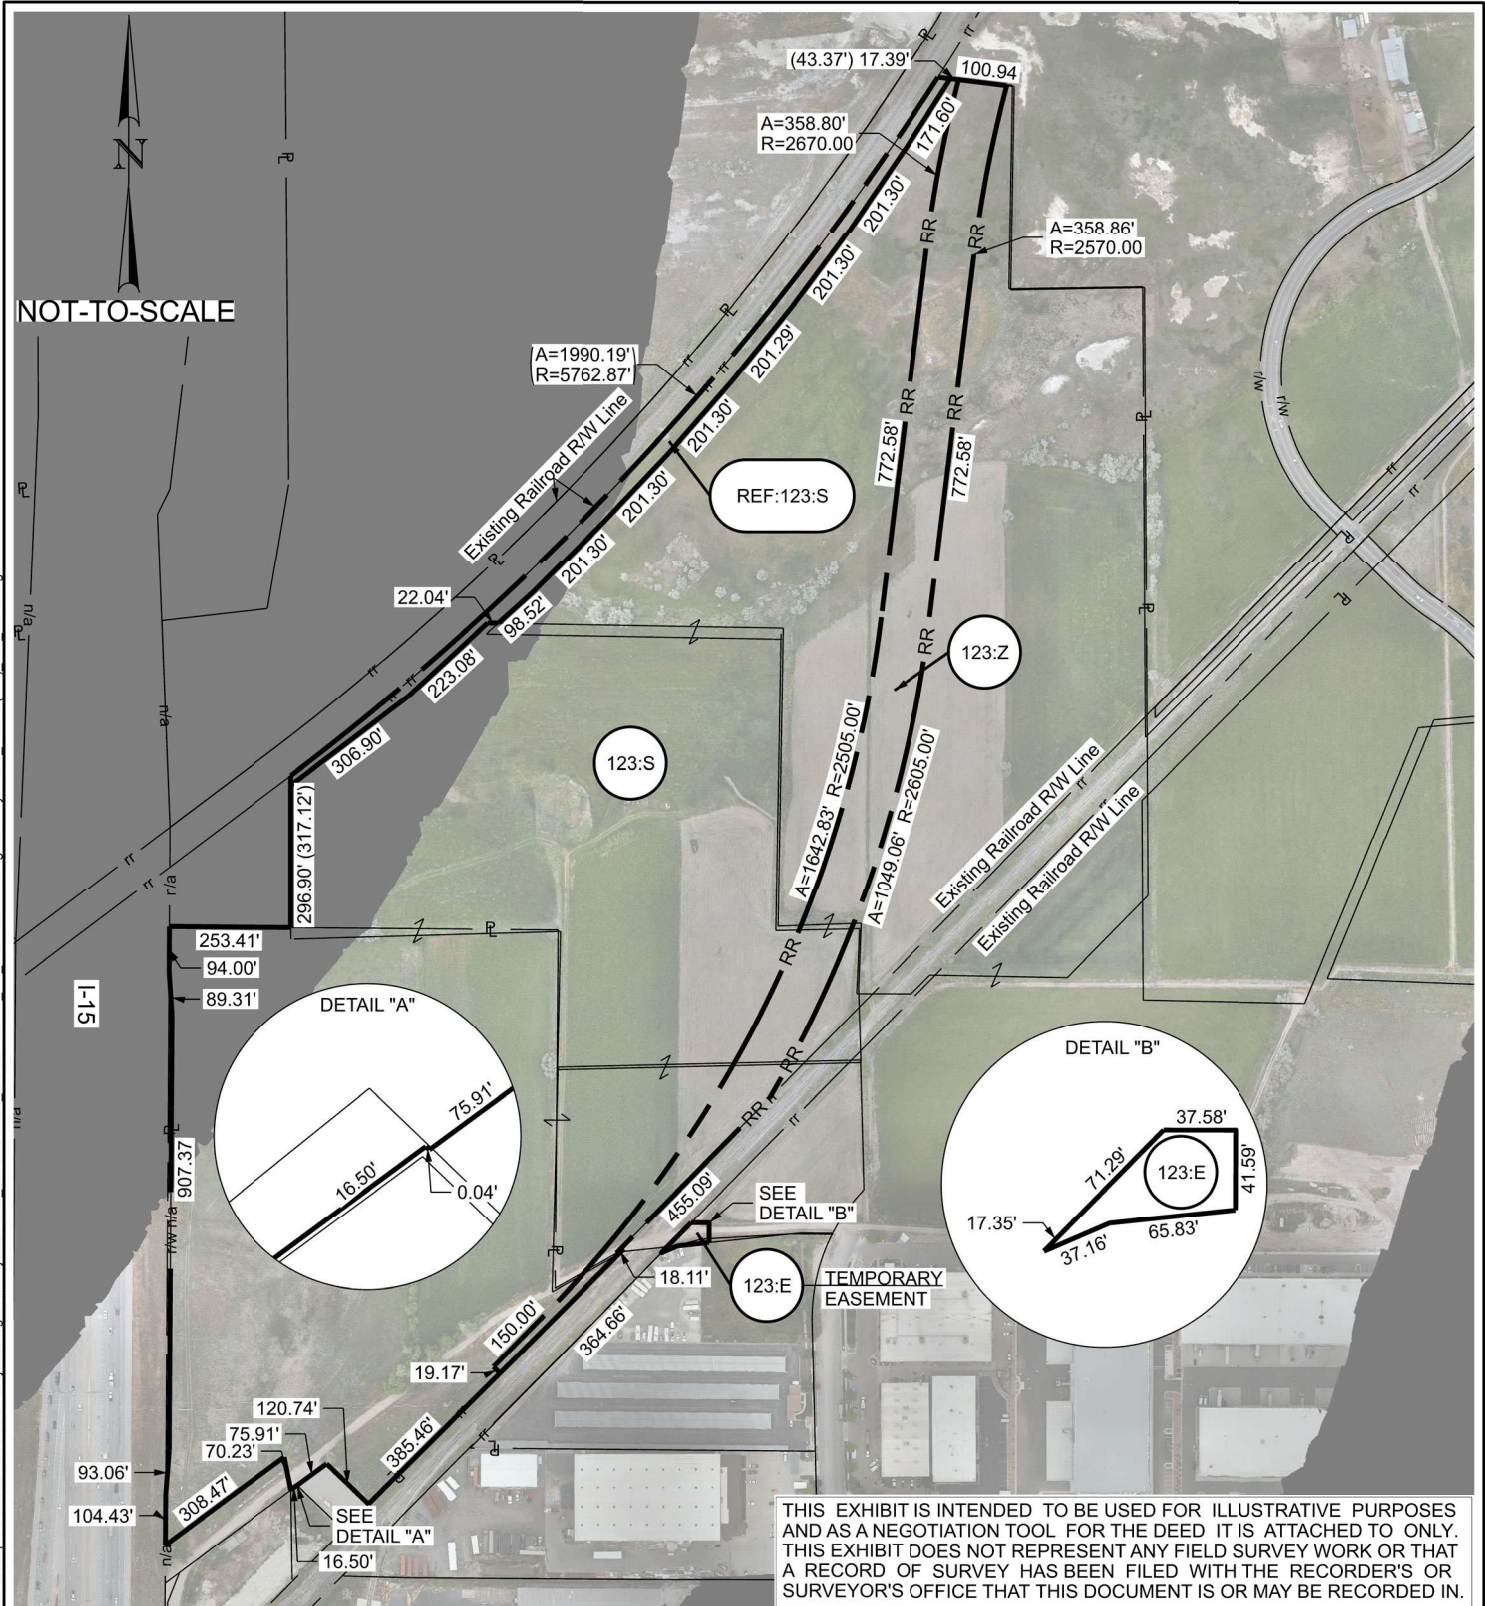 (43.37') 17.39'
100.94
A=358.80'
R=2670.00
171.60'
201.30'
A=358.86'
R=2570.00
N
NOT-TO-SCALE
201.30'
201.29'
(A=1990.19')
R=5762.87'
Existing Railroad R/W Line
201.30'
772.58'
772.58'
REF:123:S
201.30'
201.30'
22.04'
98.52'
223.08'
123:Z
306.90'
123:S
A=1642.83' R=2505.00'
A=1049.06' R=2605.00'
Existing Railroad R/W Line
Existing Railroad R/W Line
296.90' (317.12')
253.41'
94.00'
89.31'
I-15
DETAIL "A"
75.91'
16.50'
0.04'
907.37
DETAIL "B"
37.58'
71.29'
123:E
41.59'
17.35'
37.16'
65.83'
455.09'
SEE
DETAIL "B"
18.11'
123:E
TEMPORARY
EASEMENT
150.00'
364.66'
19.17'
385.46'
120.74'
75.91'
70.23'
93.06'
308.47'
104.43'
SEE
DETAIL "A"
16.50'
PL
rr
RR
RR
RR
RR
RR
RR
RR
RR
RR
r/w
r/w
n/a
n/a
r/a
r/w n/a
n/a
THIS EXHIBIT IS INTENDED TO BE USED FOR ILLUSTRATIVE PURPOSES
AND AS A NEGOTIATION TOOL FOR THE DEED IT IS ATTACHED TO ONLY.
THIS EXHIBIT DOES NOT REPRESENT ANY FIELD SURVEY WORK OR THAT
A RECORD OF SURVEY HAS BEEN FILED WITH THE RECORDER'S OR
SURVEYOR'S OFFICE THAT THIS DOCUMENT IS OR MAY BE RECORDED IN.